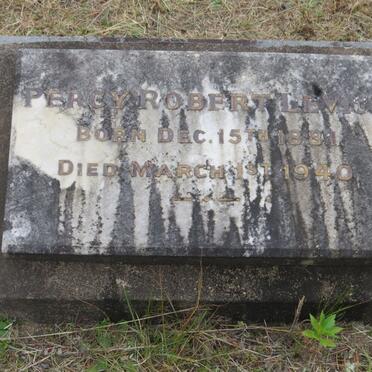 PERCY ROBERT
BORN DEC. 15TH 1881
DIED MARCH 1ST 1940